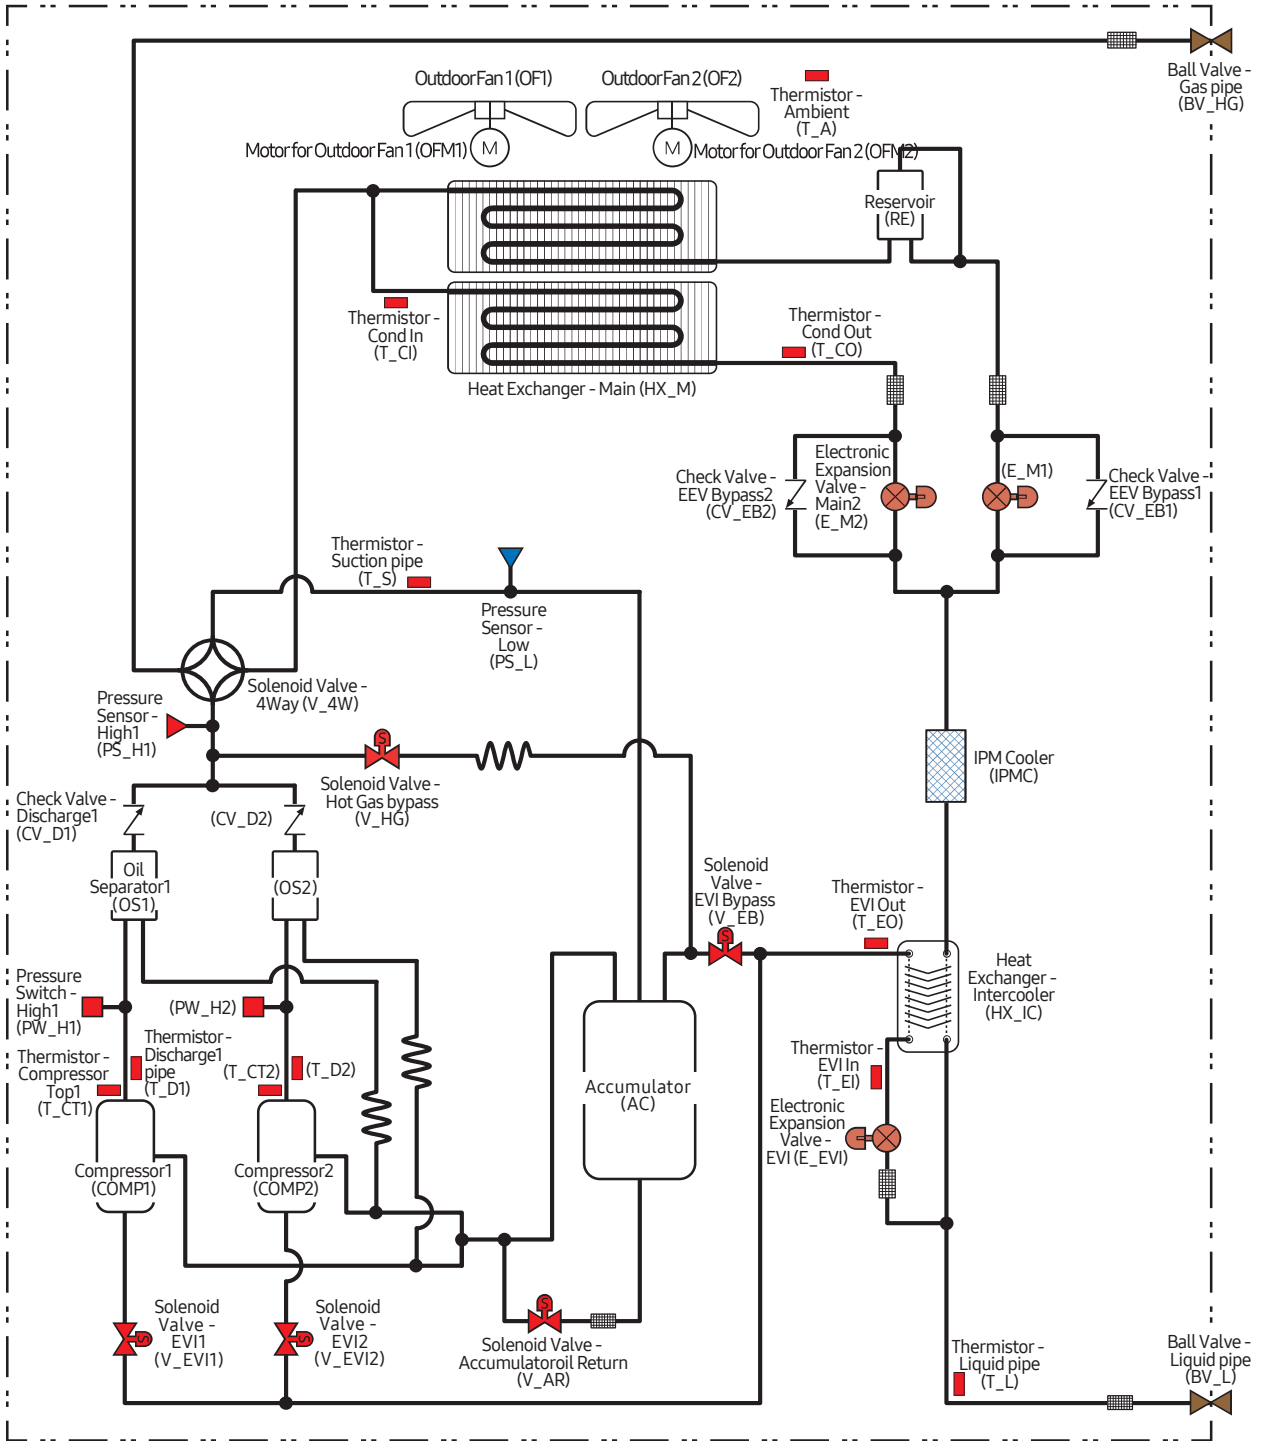 Ball Valve -
Gas pipe
(BV_HG)
Outdoor Fan 1 (OF1)
Outdoor Fan 2 (OF2)
Thermistor -
Ambient
(T_A)
Motor for Outdoor Fan 1 (OFM1)
M
M
Motor for Outdoor Fan 2 (OFM2)
Reservoir
(RE)
Thermistor -
Cond In
(T_CI)
Thermistor -
Cond Out
(T_CO)
Heat Exchanger - Main (HX_M)
Check Valve -
EEV Bypass2
(CV_EB2)
Electronic
Expansion
Valve -
Main2
(E_M2)
(E_M1)
Check Valve -
EEV Bypass1
(CV_EB1)
Thermistor -
Suction pipe
(T_S)
Pressure
Sensor -
Low
(PS_L)
Solenoid Valve -
4Way (V_4W)
Pressure
Sensor -
High1
(PS_H1)
S
Solenoid Valve -
Hot Gas bypass
(V_HG)
IPM Cooler
(IPMC)
Check Valve -
Discharge1
(CV_D1)
(CV_D2)
Oil
Separator1
(OS1)
(OS2)
Solenoid
Valve -
EVI Bypass
(V_EB)
S
Thermistor -
EVI Out
(T_EO)
Heat
Exchanger -
Intercooler
(HX_IC)
Pressure
Switch -
High1
(PW_H1)
(PW_H2)
Thermistor -
Discharge1
pipe
(T_D1)
Thermistor -
Compressor
Top1
(T_CT1)
(T_CT2)
(T_D2)
Thermistor -
EVI In
(T_EI)
Accumulator
(AC)
Electronic
Expansion
Valve -
EVI (E_EVI)
Compressor1
(COMP1)
Compressor2
(COMP2)
Solenoid
Valve -
EVI1
(V_EVI1)
S
Solenoid
Valve -
EVI2
(V_EVI2)
S
S
Solenoid Valve -
Accumulatoroil Return
(V_AR)
Thermistor -
Liquid pipe
(T_L)
Ball Valve -
Liquid pipe
(BV_L)